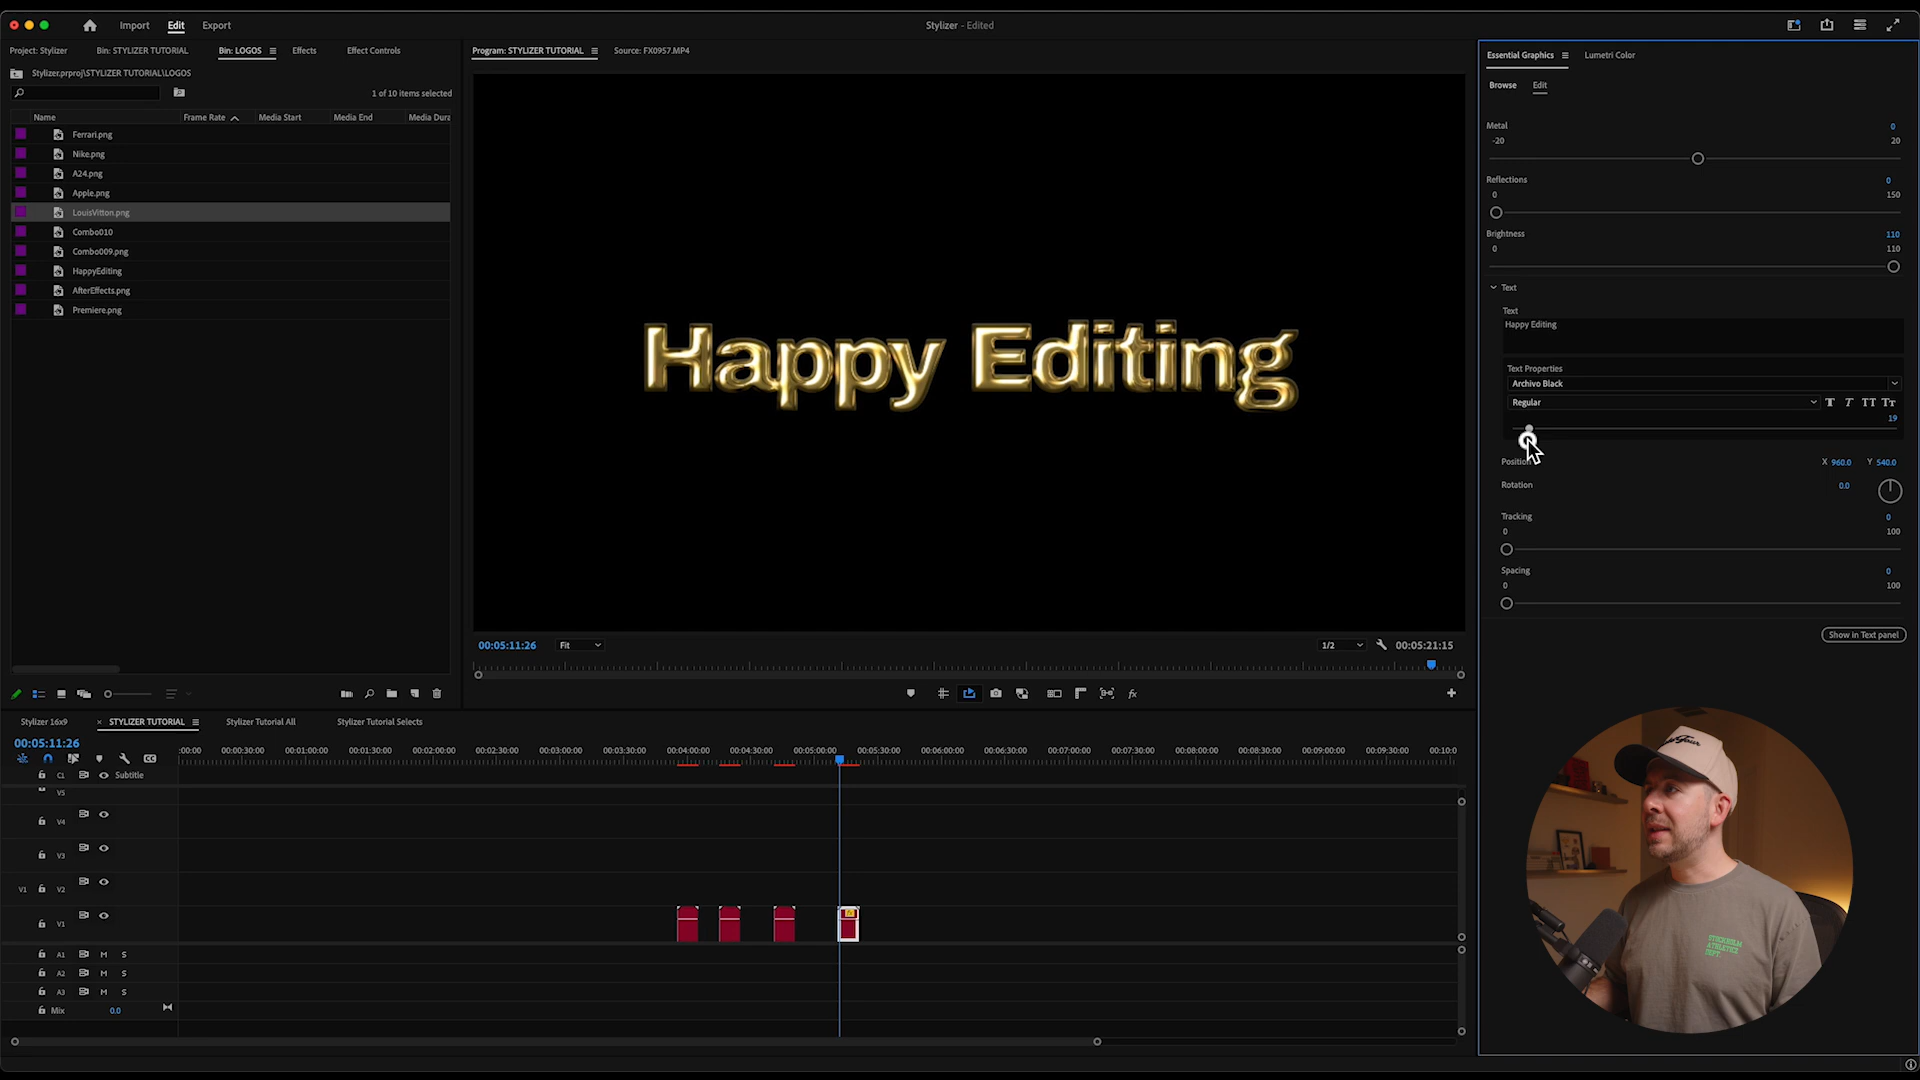 Import Edit Export
Stylizer - Edited
Project: Stylizer Bin: STYLIZER TUTORIAL Bin: LOGOS Effects Effect Controls
Stylizer.prproj\STYLIZER TUTORIAL\LOGOS
1 of 10 items selected
Name Frame Rate Media Start Media End Media Dura
Ferrari.png
Nike.png
A24.png
Apple.png
LouisVitton.png
Combo010
Combo009.png
HappyEditing
AfterEffects.png
Premiere.png
Program: STYLIZER TUTORIAL Source: FX0957.MP4
Happy Editing
00:05:11:26 Fit 1/2 00:05:21:15
Essential Graphics Lumetri Color
Browse Edit
Metal 0
-20 20
Reflections 0
0 150
Brightness 110
0 110
Text
Text
Happy Editing
Text Properties
Archivo Black
Regular T T TT TT
19
Position X 960.0 Y 540.0
Rotation 0.0
Tracking 0
0 100
Spacing 0
0 100
Show in Text panel
Stylizer 16x9 × STYLIZER TUTORIAL Stylizer Tutorial All Stylizer Tutorial Selects
00:05:11:26
:00:00 00:00:30:00 00:01:00:00 00:01:30:00 00:02:00:00 00:02:30:00 00:03:00:00 00:03:30:00 00:04:00:00 00:04:30:00 00:05:00:00 00:05:30:00 00:06:00:00 00:06:30:00 00:07:00:00 00:07:30:00 00:08:00:00 00:08:30:00 00:09:00:00 00:09:30:00 00:10:0
CC
C1 Subtitle
V5
V4
V3
V1 V2
V1
A1 M S
A2 M S
A3 M S
Mix 0.0
fx
STOCKHOLM
ATHLETICS
DEPT.